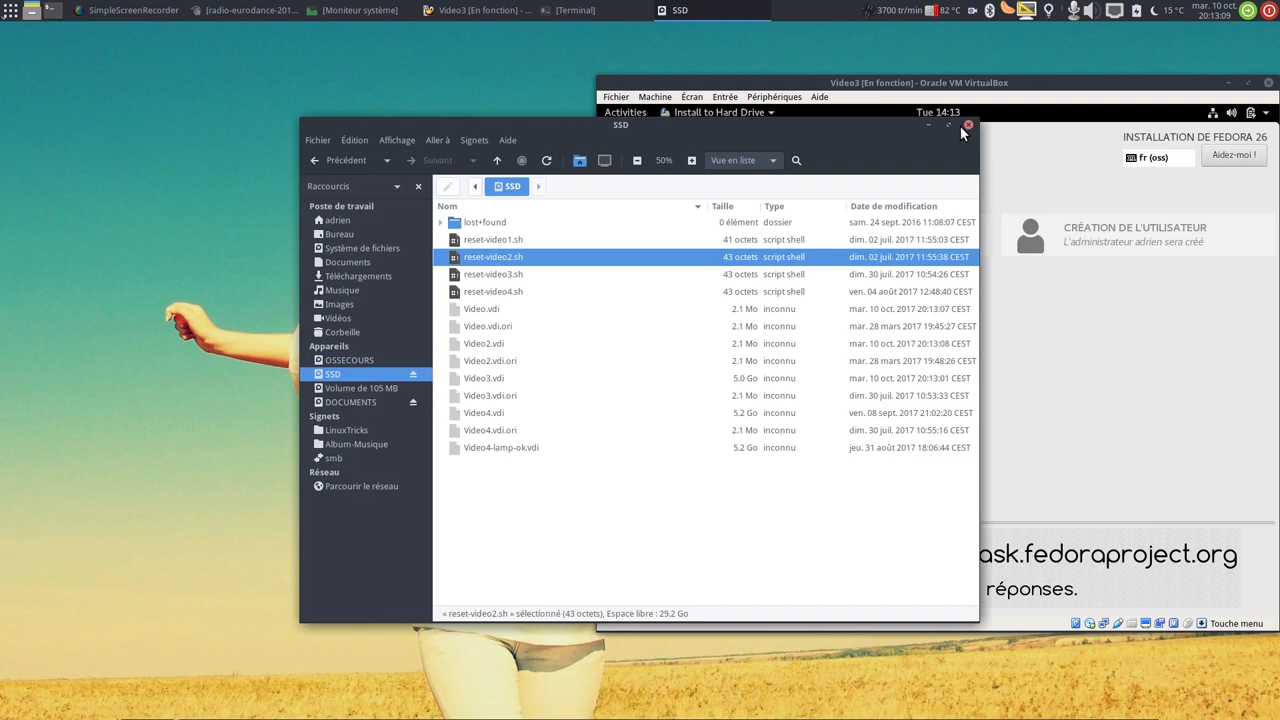 SimpleScreenRecorder
[radio-eurodance-201...
[Moniteur système]
Video3 [En fonction] - ...
[Terminal]
SSD
3700 tr/min
82 °C
15 °C
mar. 10 oct.
20:13:09
Video3 [En fonction] - Oracle VM VirtualBox
Fichier Machine Écran Entrée Périphériques Aide
Activities Install to Hard Drive Tue 14:13
SSD
Fichier Édition Affichage Aller à Signets Aide
Précédent Suivant 50% Vue en liste
INSTALLATION DE FEDORA 26
fr (oss) Aidez-moi !
Raccourcis
SSD
Poste de travail
adrien
Bureau
Système de fichiers
Documents
Téléchargements
Musique
Images
Vidéos
Corbeille
Appareils
OSSECOURS
SSD
Volume de 105 MB
DOCUMENTS
Signets
LinuxTricks
Album-Musique
smb
Réseau
Parcourir le réseau
Nom Taille Type Date de modification
lost+found 0 élément dossier sam. 24 sept. 2016 11:08:07 CEST
reset-video1.sh 41 octets script shell dim. 02 juil. 2017 11:55:03 CEST
reset-video2.sh 43 octets script shell dim. 02 juil. 2017 11:55:38 CEST
reset-video3.sh 43 octets script shell dim. 30 juil. 2017 10:54:26 CEST
reset-video4.sh 43 octets script shell ven. 04 août 2017 12:48:40 CEST
Video.vdi 2.1 Mo inconnu mar. 10 oct. 2017 20:13:07 CEST
Video.vdi.ori 2.1 Mo inconnu mar. 28 mars 2017 19:45:27 CEST
Video2.vdi 2.1 Mo inconnu mar. 10 oct. 2017 20:13:08 CEST
Video2.vdi.ori 2.1 Mo inconnu mar. 28 mars 2017 19:48:26 CEST
Video3.vdi 5.0 Go inconnu mar. 10 oct. 2017 20:13:01 CEST
Video3.vdi.ori 2.1 Mo inconnu dim. 30 juil. 2017 10:53:33 CEST
Video4.vdi 5.2 Go inconnu ven. 08 sept. 2017 21:02:20 CEST
Video4.vdi.ori 2.1 Mo inconnu dim. 30 juil. 2017 10:55:16 CEST
Video4-lamp-ok.vdi 5.2 Go inconnu jeu. 31 août 2017 18:06:44 CEST
« reset-video2.sh » sélectionné (43 octets), Espace libre : 29.2 Go
CRÉATION DE L'UTILISATEUR
L'administrateur adrien sera créé
ask.fedoraproject.org
réponses.
Touche menu